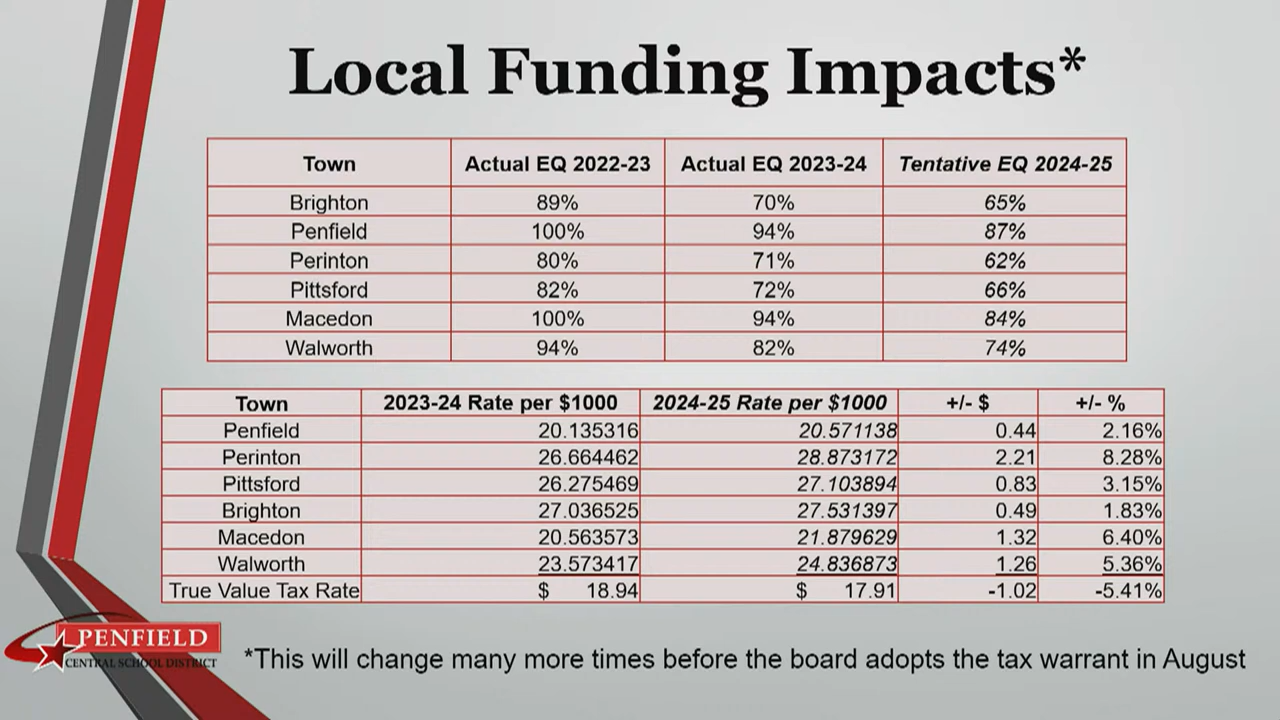 Local Funding Impacts*
Town Actual EQ 2022-23 Actual EQ 2023-24 Tentative EQ 2024-25
Brighton 89% 70% 65%
Penfield 100% 94% 87%
Perinton 80% 71% 62%
Pittsford 82% 72% 66%
Macedon 100% 94% 84%
Walworth 94% 82% 74%
Town 2023-24 Rate per $1000 2024-25 Rate per $1000 +/- $ +/- %
Penfield 20.135316 20.571138 0.44 2.16%
Perinton 26.664462 28.873172 2.21 8.28%
Pittsford 26.275469 27.103894 0.83 3.15%
Brighton 27.036525 27.531397 0.49 1.83%
Macedon 20.563573 21.879629 1.32 6.40%
Walworth 23.573417 24.836873 1.26 5.36%
True Value Tax Rate $ 18.94 $ 17.91 -1.02 -5.41%
PENFIELD
CENTRAL SCHOOL DISTRICT
*This will change many more times before the board adopts the tax warrant in August